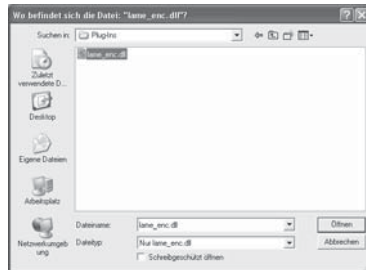 Wo befindet sich die Datei: "lame_enc.dll"?
Suchen in: Plug-Ins
lame_enc.dll
Zuletzt
verwendete D...
Desktop
Eigene Dateien
Arbeitsplatz
Netzwerkumgeb
ung
Dateiname: lame_enc.dll Öffnen
Dateityp: Nur lame_enc.dll Abbrechen
Schreibgeschützt öffnen